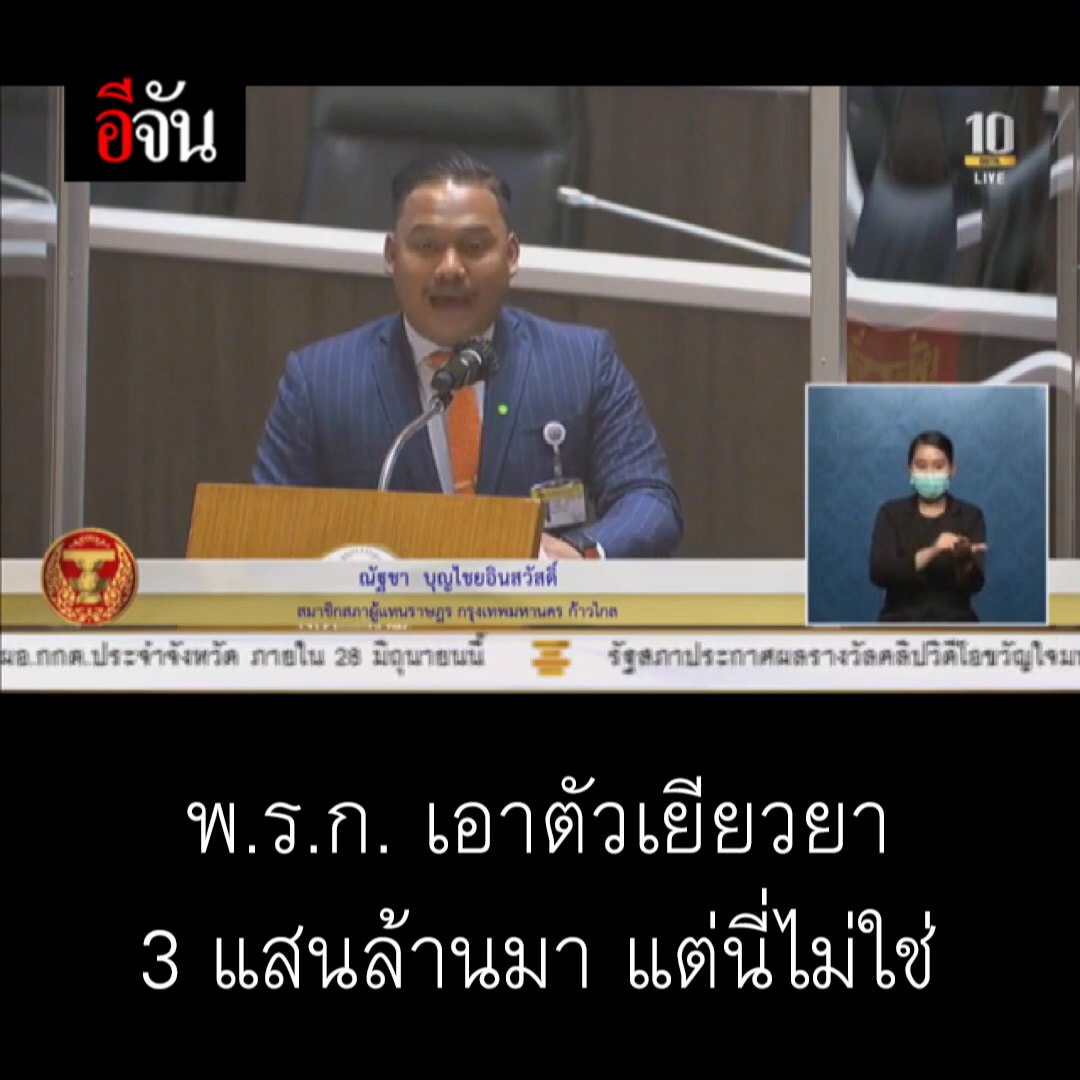 อีจัน
10
LIVE
ณัฐชา บุญไชยอินสวัสดิ์
สมาชิกสภาผู้แทนราษฎร กรุงเทพมหานคร ก้าวไกล
ผอ.กกต.ประจำจังหวัด ภายใน 28 มิถุนายนนี้
รัฐสภาประกาศผลรางวัลคลิปวิดีโอขวัญใจ
พ.ร.ก. เอาตัวเยียวยา
3 แสนล้านมา แต่นี่ไม่ใช่